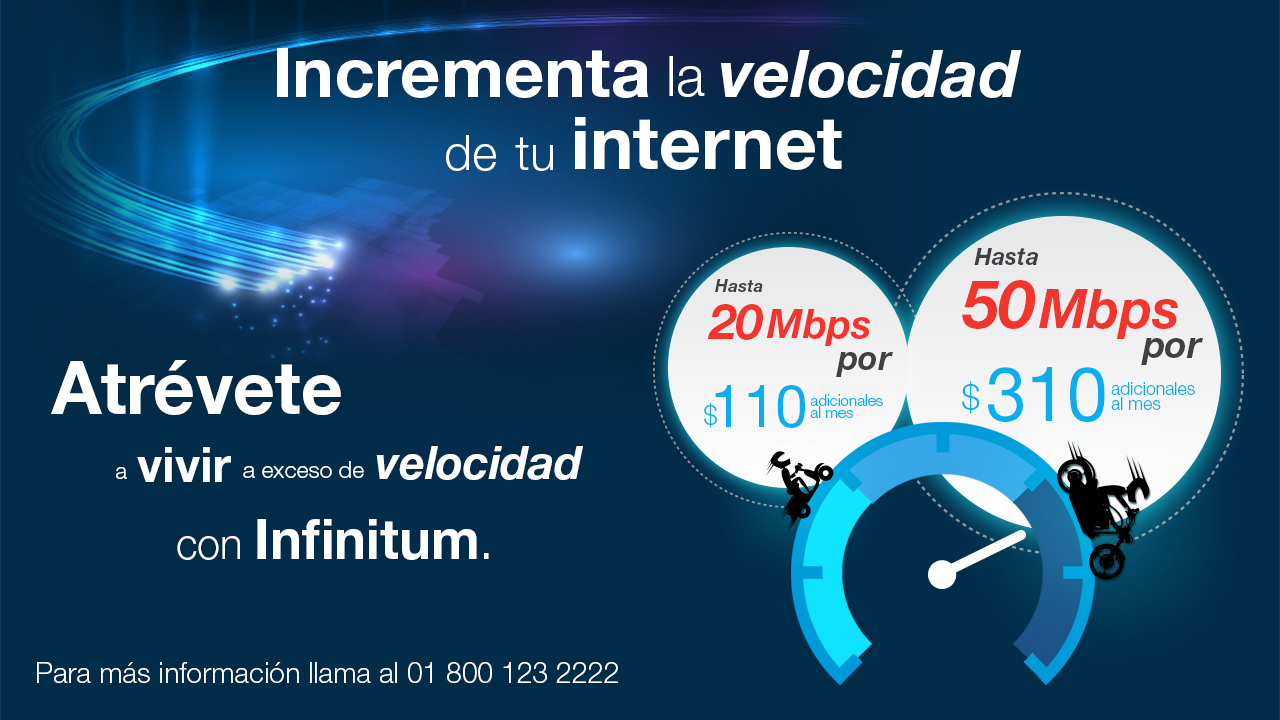 Incrementa la velocidad
de tu internet
Hasta
20 Mbps
por
$110 adicionales
al mes
Hasta
50 Mbps
por
$310 adicionales
al mes
Atrévete
a vivir a exceso de velocidad
con Infinitum.
Para más información llama al 01 800 123 2222